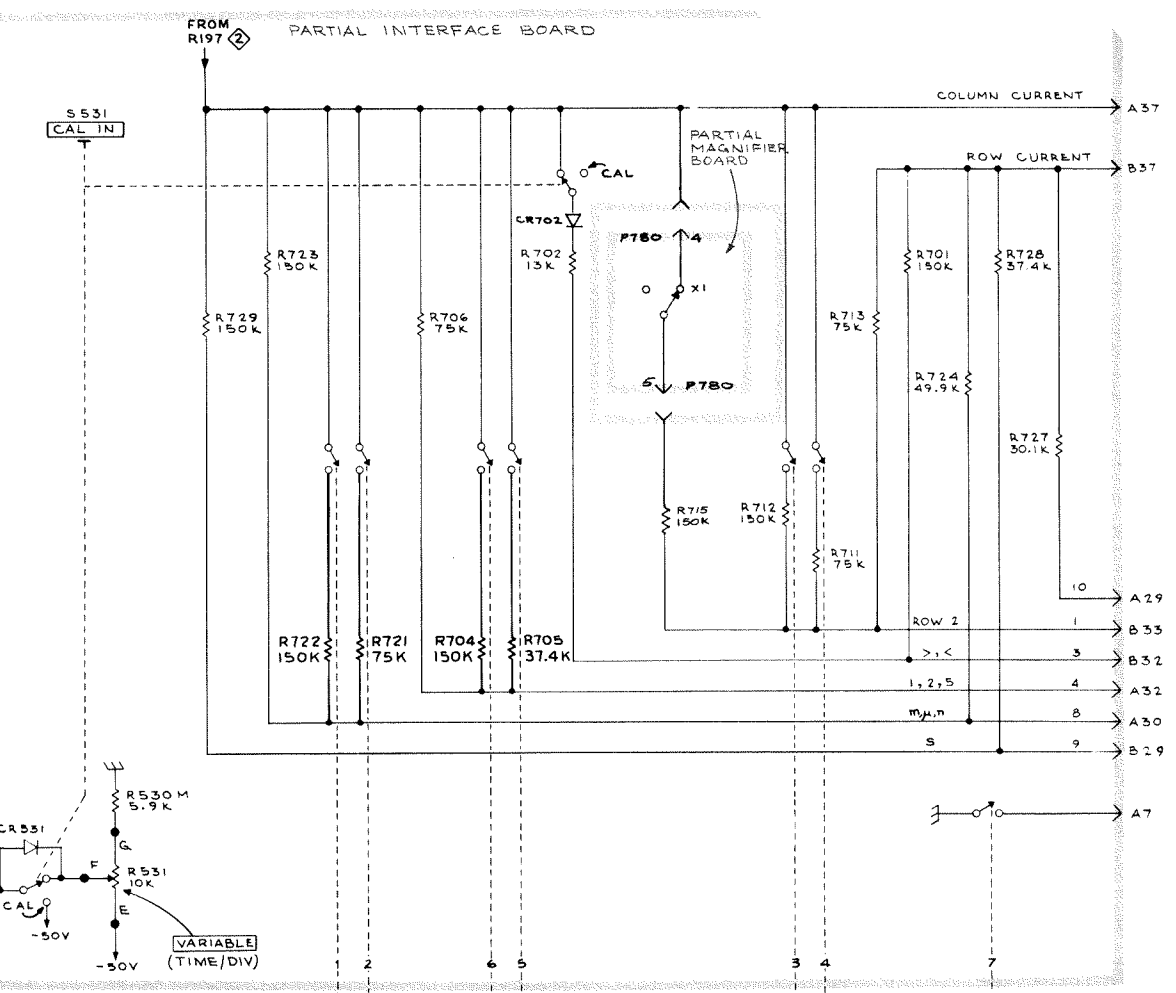 FROM
R197 2
PARTIAL INTERFACE BOARD
S531
CAL IN
COLUMN CURRENT
A37
PARTIAL
MAGNIFIER
BOARD
ROW CURRENT
B37
CAL
CR702
P780 4
R723
150K
R702
13K
R701
150K
R728
37.4K
X1
R729
150K
R706
75K
R713
75K
R724
49.9K
5 P780
R727
30.1K
R715
150K
R712
150K
R711
75K
10
A29
R722
150K
R721
75K
R704
150K
R705
37.4K
ROW 2
1
B33
>,<
3
B32
1,2,5
4
A32
m,μ,n
8
A30
S
9
B29
R530M
5.9K
A7
CR531
G
F
R531
10K
CAL
E
-50V
VARIABLE
(TIME/DIV)
-50V
1 2 6 5 3 4 7